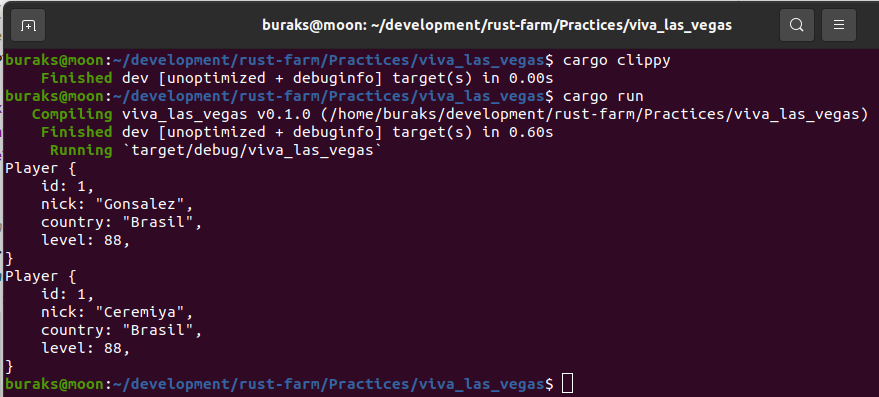 buraks@moon: ~/development/rust-farm/Practices/viva_las_vegas
buraks@moon:~/development/rust-farm/Practices/viva_las_vegas$ cargo clippy
    Finished dev [unoptimized + debuginfo] target(s) in 0.00s
buraks@moon:~/development/rust-farm/Practices/viva_las_vegas$ cargo run
   Compiling viva_las_vegas v0.1.0 (/home/buraks/development/rust-farm/Practices/viva_las_vegas)
    Finished dev [unoptimized + debuginfo] target(s) in 0.60s
     Running `target/debug/viva_las_vegas`
Player {
    id: 1,
    nick: "Gonsalez",
    country: "Brasil",
    level: 88,
}
Player {
    id: 1,
    nick: "Ceremiya",
    country: "Brasil",
    level: 88,
}
buraks@moon:~/development/rust-farm/Practices/viva_las_vegas$